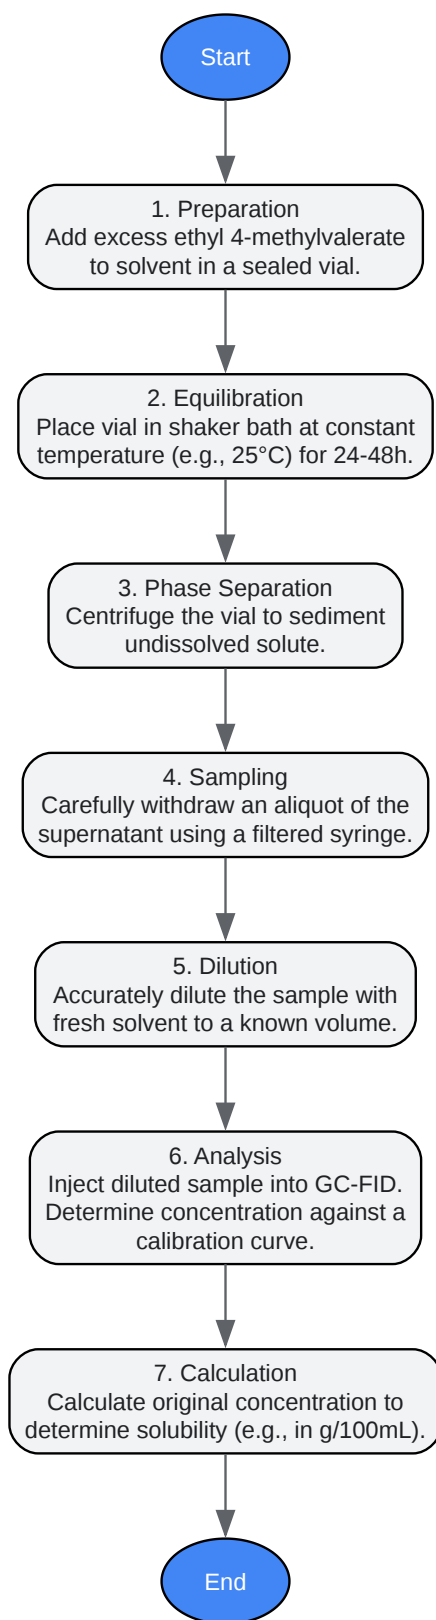 Start
1. Preparation
Add excess ethyl 4-methylvalerate
to solvent in a sealed vial.
2. Equilibration
Place vial in shaker bath at constant
temperature (e.g., 25°C) for 24-48h.
3. Phase Separation
Centrifuge the vial to sediment
undissolved solute.
4. Sampling
Carefully withdraw an aliquot of the
supernatant using a filtered syringe.
5. Dilution
Accurately dilute the sample with
fresh solvent to a known volume.
6. Analysis
Inject diluted sample into GC-FID.
Determine concentration against a
calibration curve.
7. Calculation
Calculate original concentration to
determine solubility (e.g., in g/100mL).
End